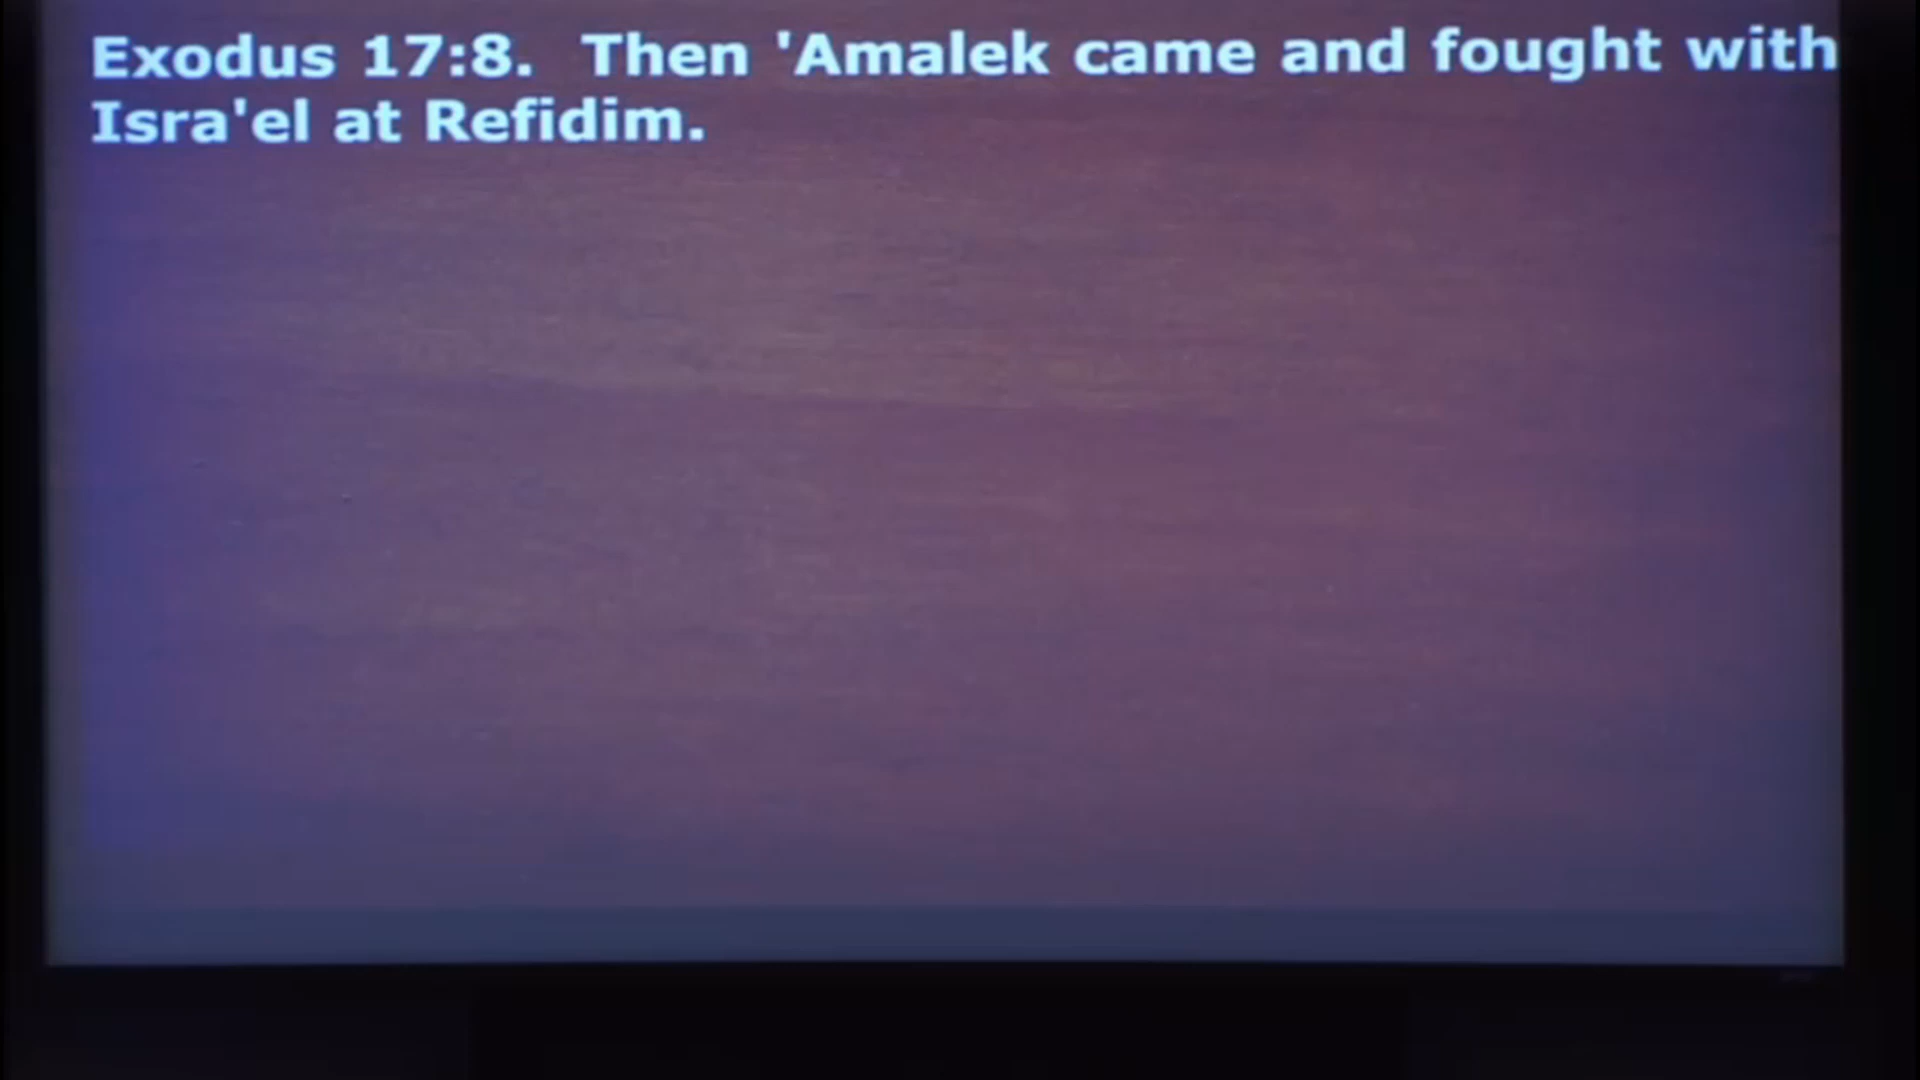 Exodus 17:8.  Then 'Amalek came and fought with
Isra'el at Refidim.